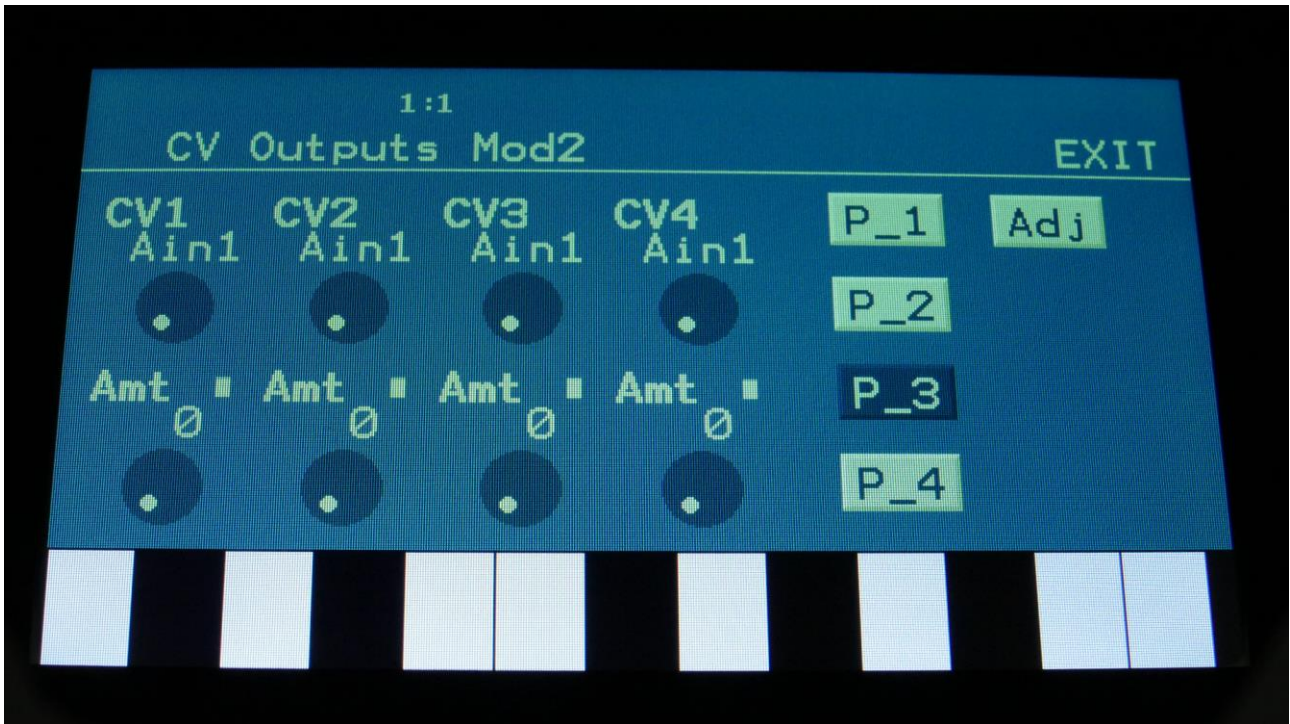 1:1
CV Outputs Mod2 EXIT
CV1 CV2 CV3 CV4 P_1 Adj
Ain1 Ain1 Ain1 Ain1
P_2
Amt Amt Amt Amt P_3
0 0 0 0
P_4